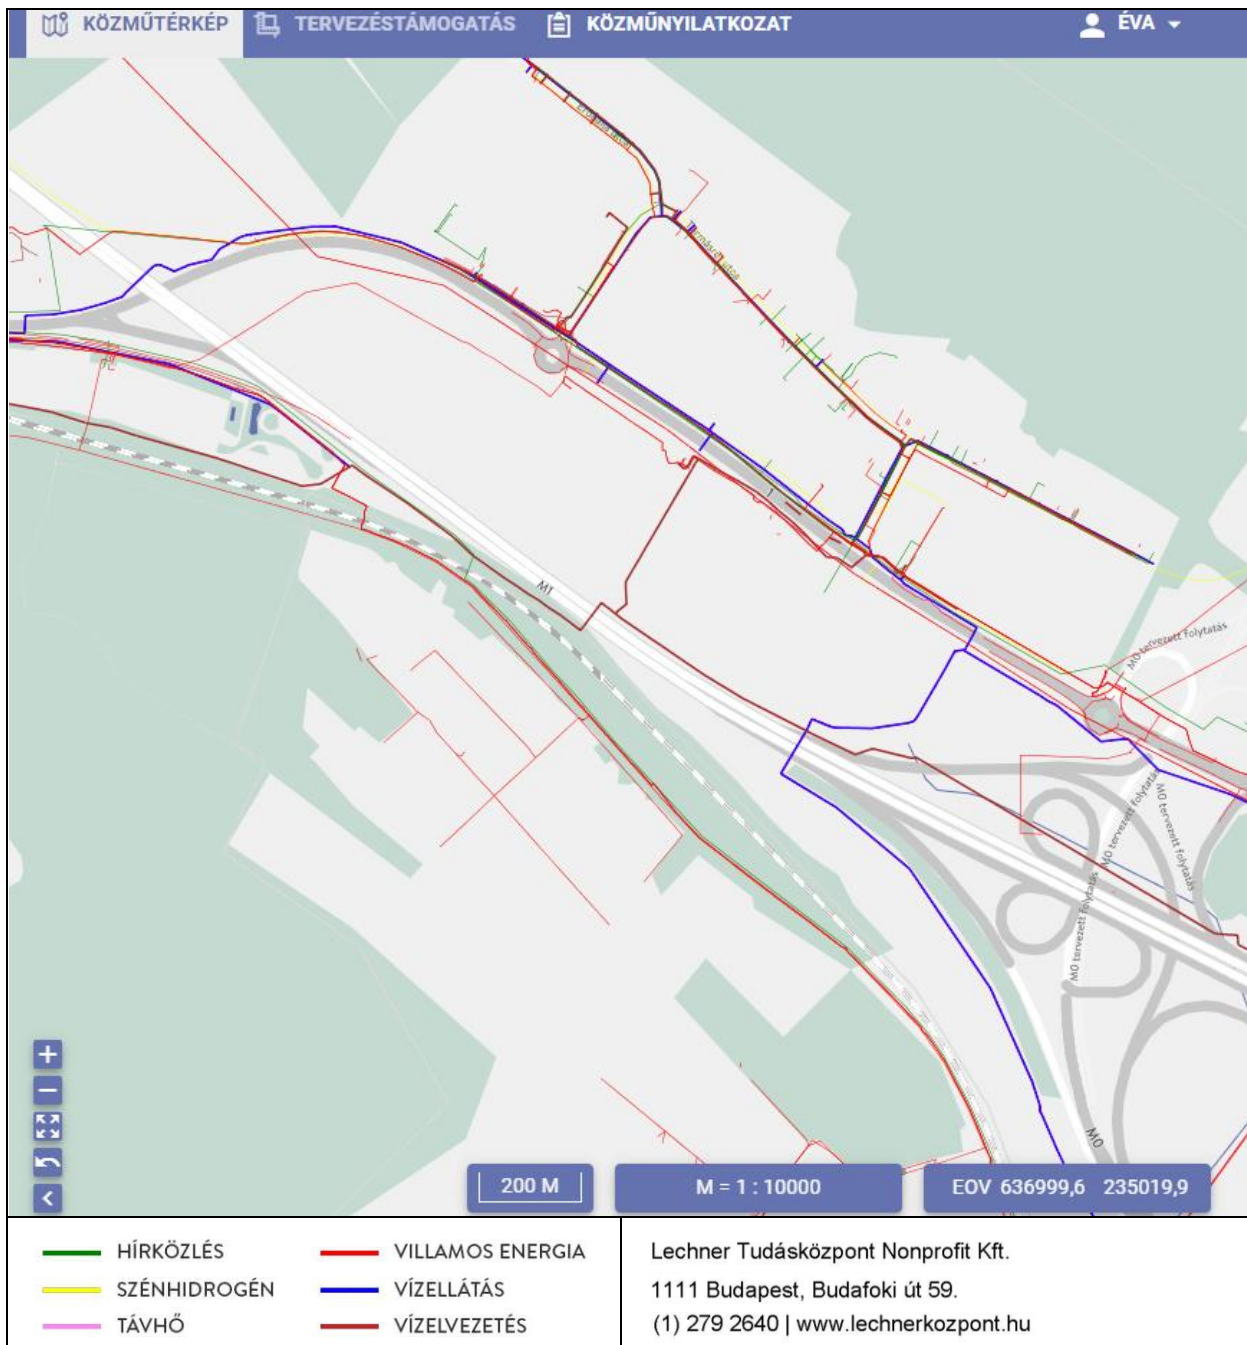 KÖZMŰTÉRKÉP TERVEZÉSTÁMOGATÁS KÖZMŰNYILATKOZAT ÉVA
M1
M0 tervezett folytatás
M0 tervezett folytatás
M0 tervezett folytatás
M0 tervezett folytatás
M0
200 M
M = 1 : 10000
EOV 636999,6 235019,9
HÍRKÖZLÉS
SZÉNHIDROGÉN
TÁVHŐ
VILLAMOS ENERGIA
VÍZELLÁTÁS
VÍZELVEZETÉS
Lechner Tudásközpont Nonprofit Kft.
1111 Budapest, Budafoki út 59.
(1) 279 2640 | www.lechnerkozpont.hu